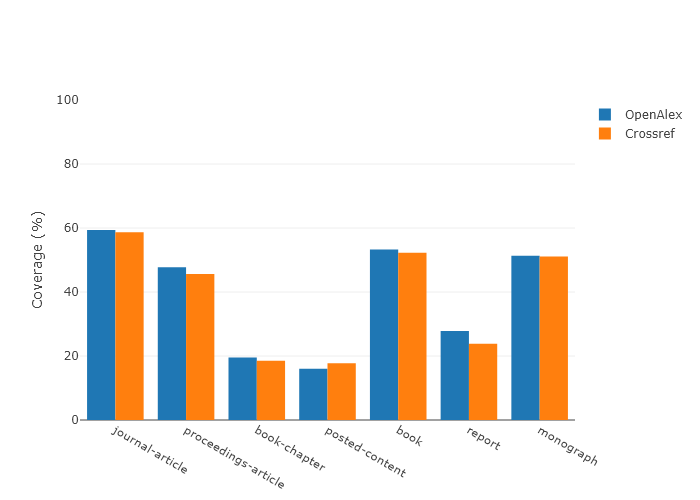 100
80
60
40
20
0
Coverage (%)
journal-article
proceedings-article
book-chapter
posted-content
book
report
monograph
OpenAlex
Crossref